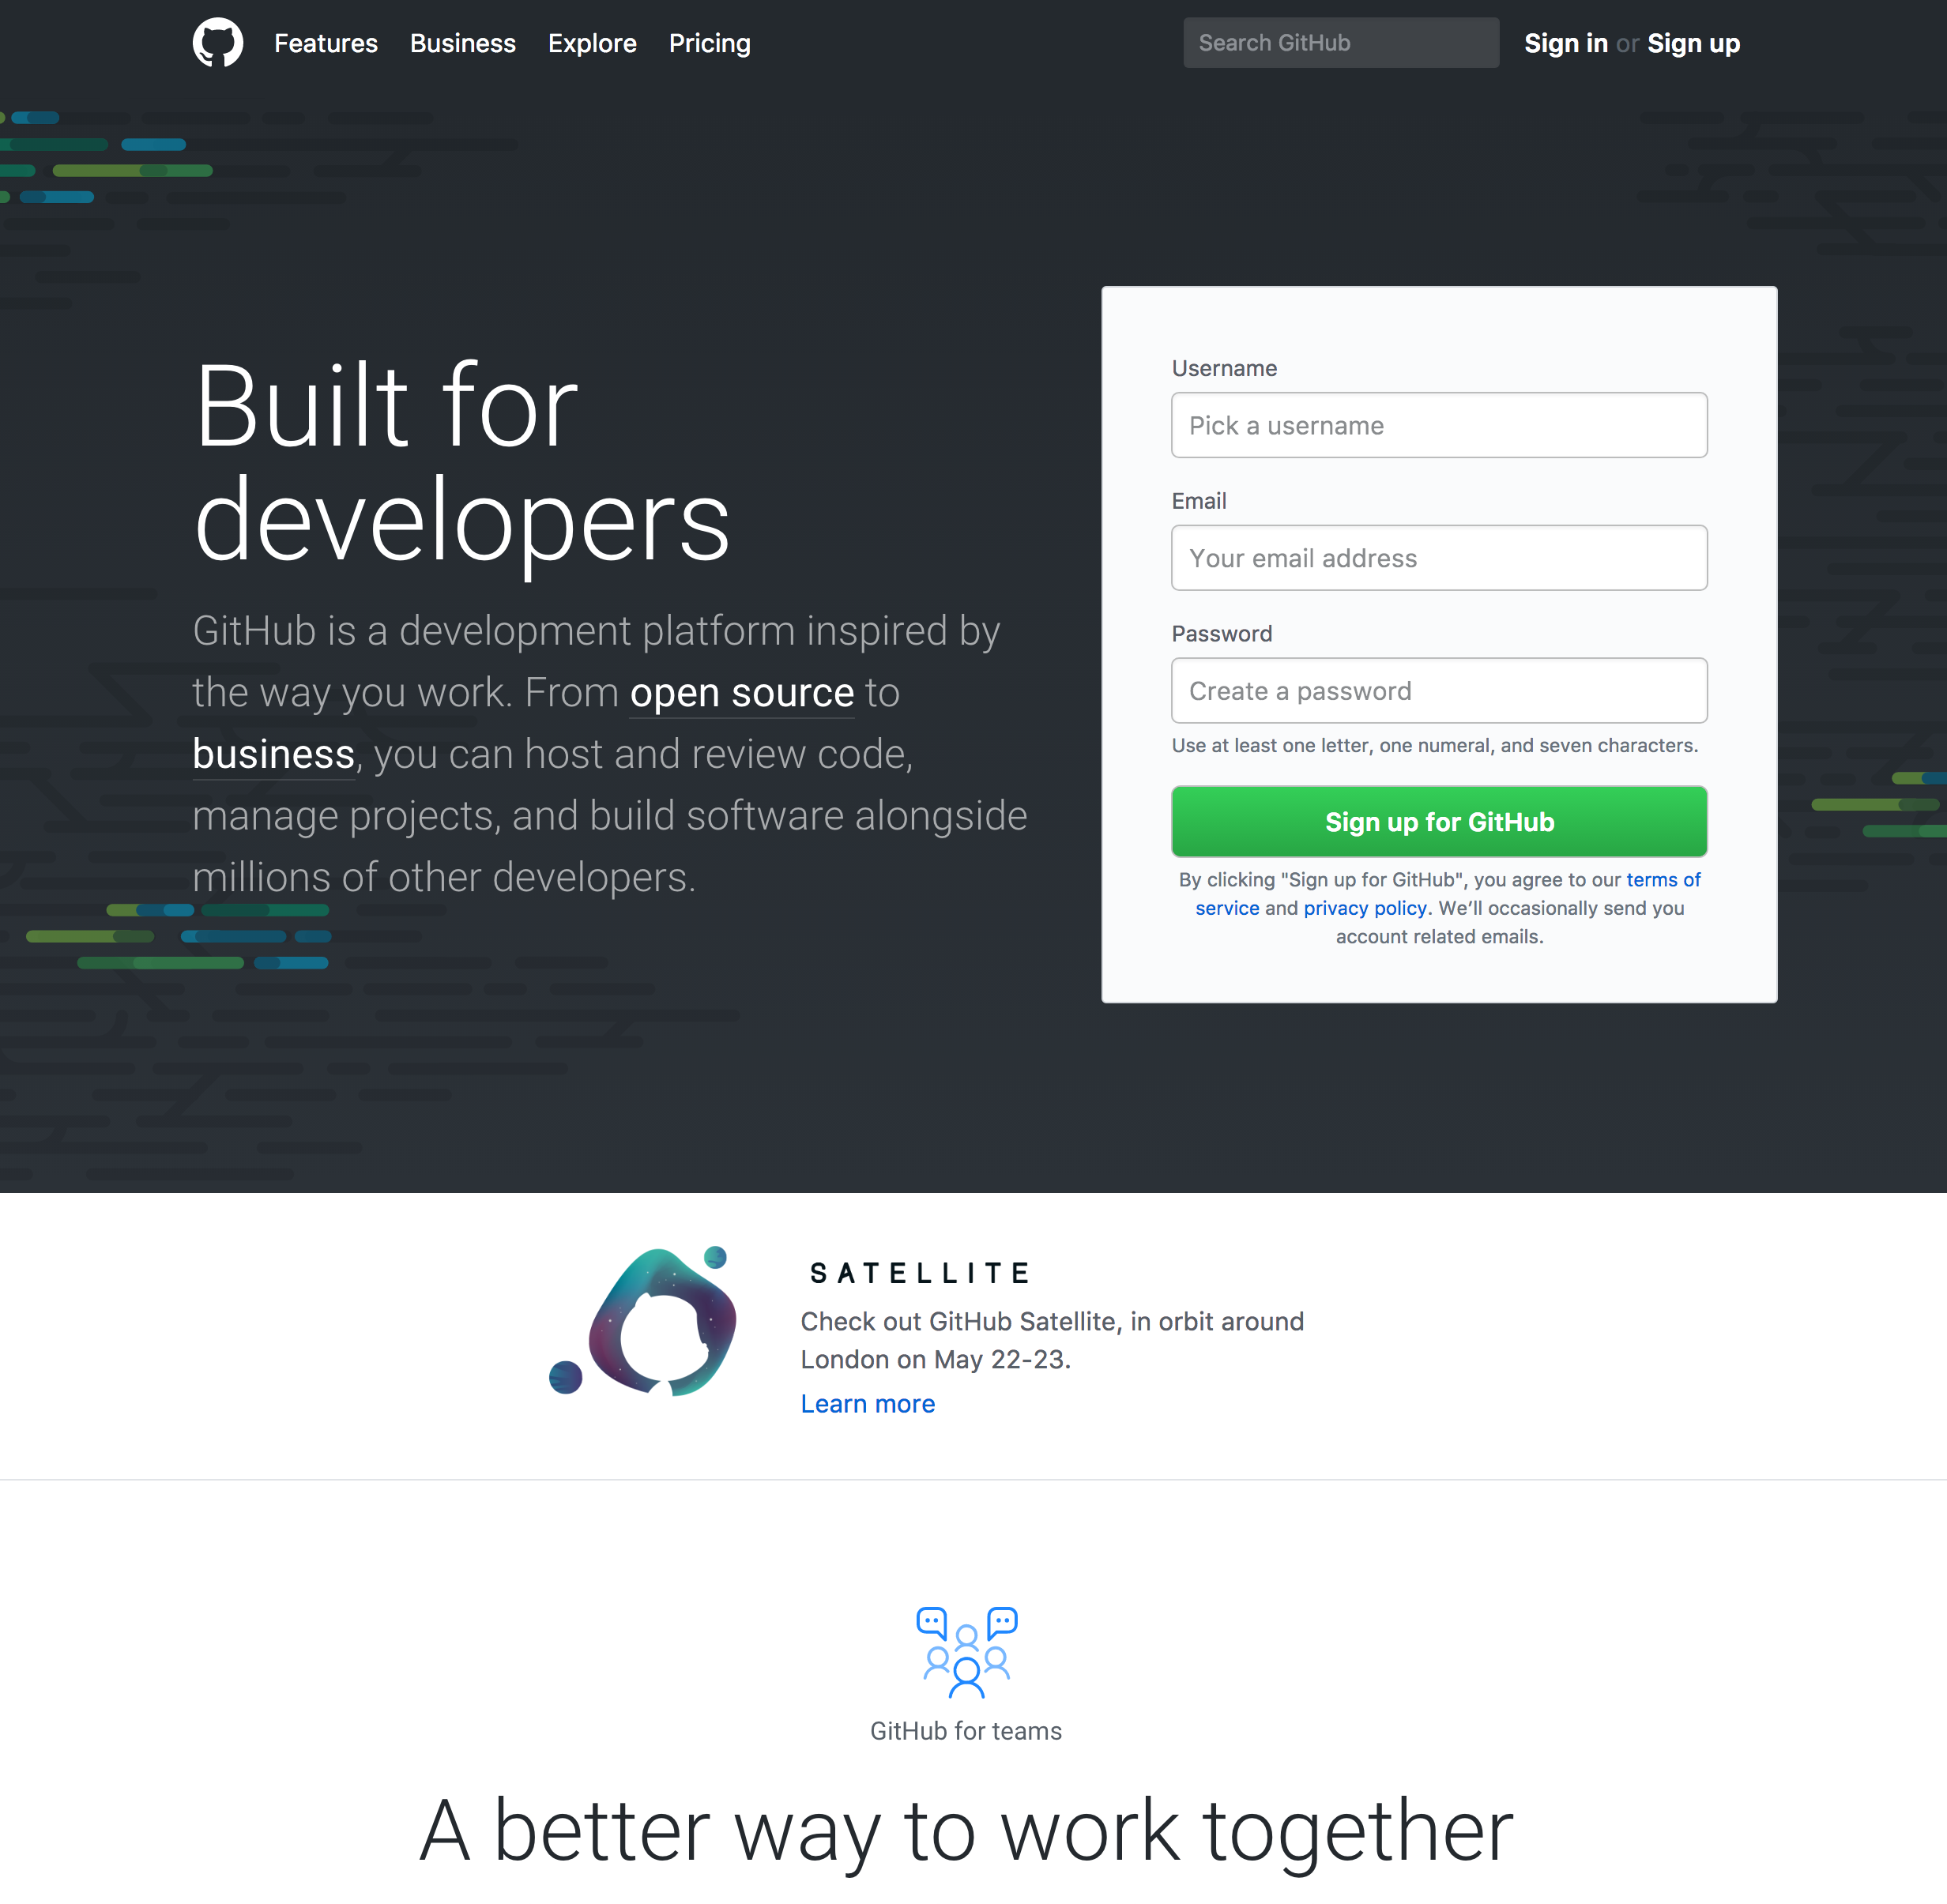 Features Business Explore Pricing Search GitHub Sign in or Sign up
Built for
developers
GitHub is a development platform inspired by
the way you work. From open source to
business, you can host and review code,
manage projects, and build software alongside
millions of other developers.
Username
Pick a username
Email
Your email address
Password
Create a password
Use at least one letter, one numeral, and seven characters.
Sign up for GitHub
By clicking "Sign up for GitHub", you agree to our terms of
service and privacy policy. We’ll occasionally send you
account related emails.
SATELLITE
Check out GitHub Satellite, in orbit around
London on May 22-23.
Learn more
GitHub for teams
A better way to work together